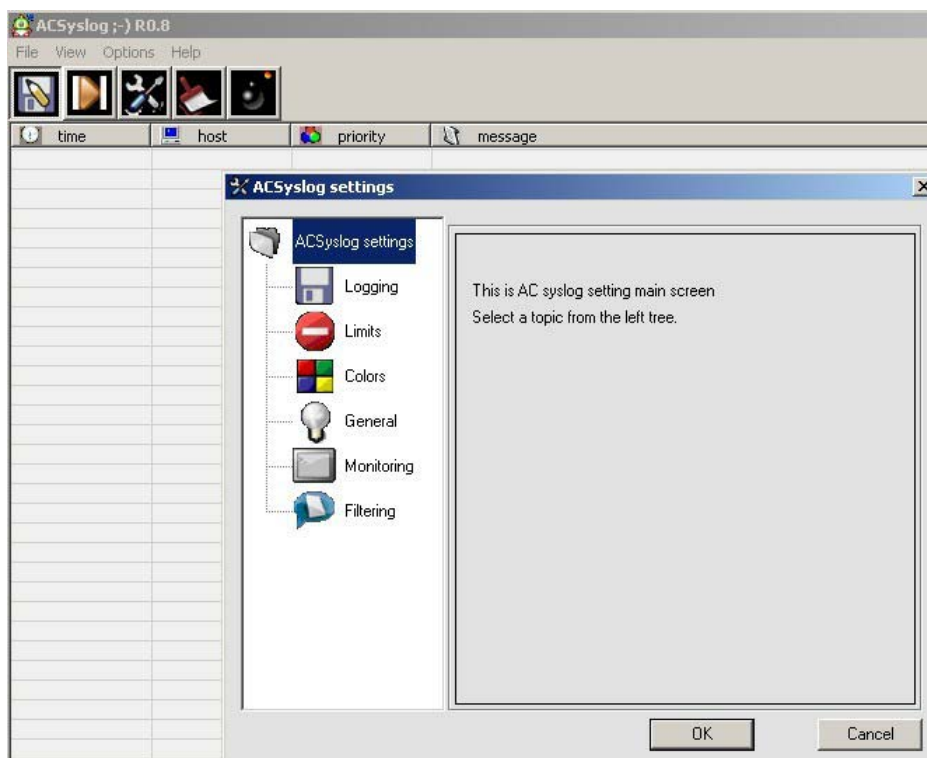 ACSyslog ;-) R0.8
File View Options Help
time host priority message
ACSyslog settings
ACSyslog settings
Logging
Limits
Colors
General
Monitoring
Filtering
This is AC syslog setting main screen
Select a topic from the left tree.
OK Cancel